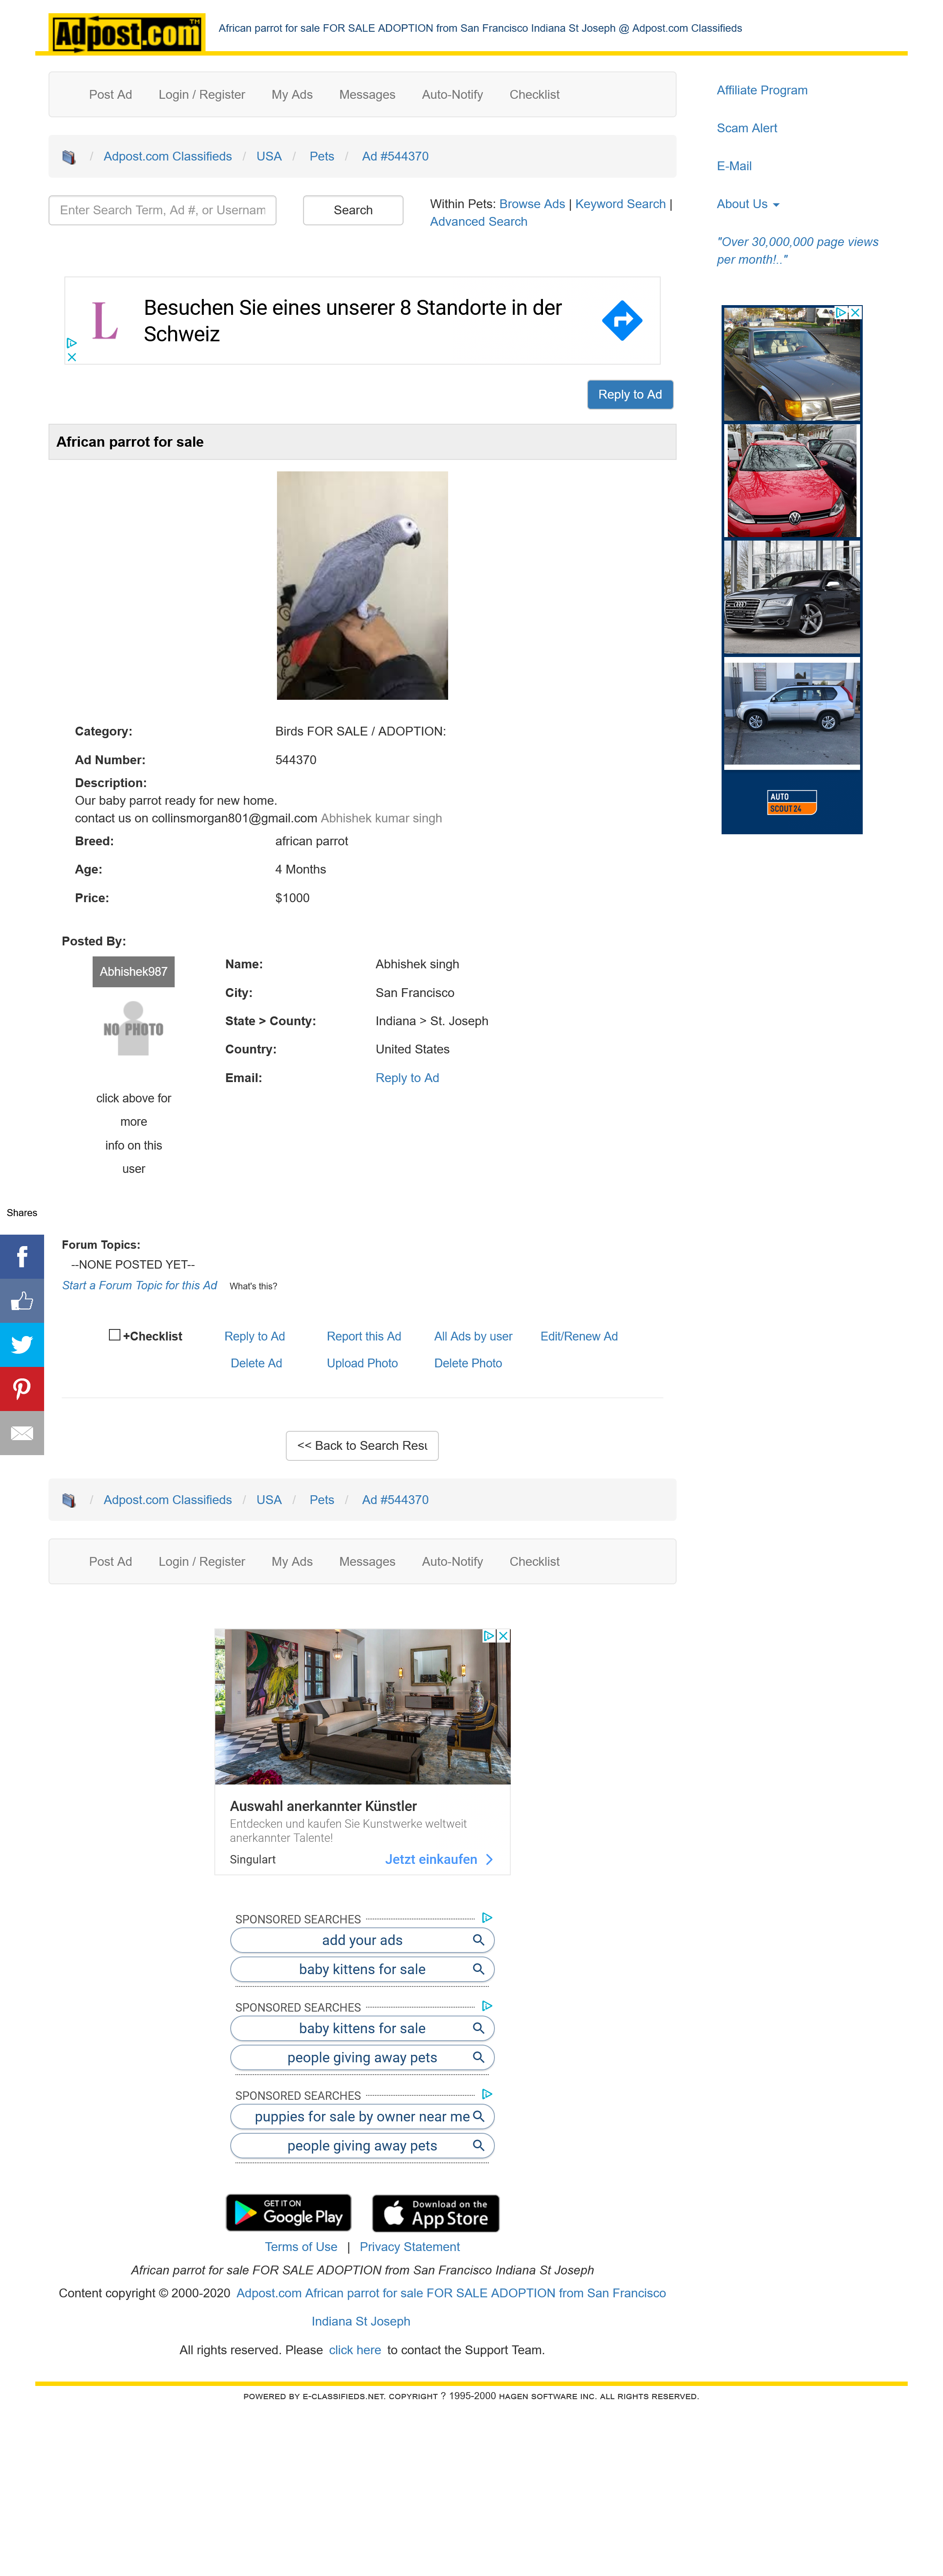 Adpost.com
TM
African parrot for sale FOR SALE ADOPTION from San Francisco Indiana St Joseph @ Adpost.com Classifieds
Post Ad Login / Register My Ads Messages Auto-Notify Checklist
/ Adpost.com Classifieds / USA / Pets / Ad #544370
Enter Search Term, Ad #, or Usernam
Search
Within Pets: Browse Ads | Keyword Search |
Advanced Search
Affiliate Program
Scam Alert
E-Mail
About Us
"Over 30,000,000 page views
per month!.."
L
Besuchen Sie eines unserer 8 Standorte in der
Schweiz
Reply to Ad
AUTO
SCOUT24
African parrot for sale
Category: Birds FOR SALE / ADOPTION:
Ad Number: 544370
Description:
Our baby parrot ready for new home.
contact us on collinsmorgan801@gmail.com Abhishek kumar singh
Breed: african parrot
Age: 4 Months
Price: $1000
Posted By:
Abhishek987
NO PHOTO
click above for
more
info on this
user
Name: Abhishek singh
City: San Francisco
State > County: Indiana > St. Joseph
Country: United States
Email: Reply to Ad
Shares
Forum Topics:
--NONE POSTED YET--
Start a Forum Topic for this Ad What's this?
+Checklist Reply to Ad Report this Ad All Ads by user Edit/Renew Ad
Delete Ad Upload Photo Delete Photo
<< Back to Search Resu
/ Adpost.com Classifieds / USA / Pets / Ad #544370
Post Ad Login / Register My Ads Messages Auto-Notify Checklist
Auswahl anerkannter Künstler
Entdecken und kaufen Sie Kunstwerke weltweit
anerkannter Talente!
Singulart Jetzt einkaufen
SPONSORED SEARCHES
add your ads
baby kittens for sale
SPONSORED SEARCHES
baby kittens for sale
people giving away pets
SPONSORED SEARCHES
puppies for sale by owner near me
people giving away pets
GET IT ON
Google Play
Download on the
App Store
Terms of Use | Privacy Statement
African parrot for sale FOR SALE ADOPTION from San Francisco Indiana St Joseph
Content copyright © 2000-2020 Adpost.com African parrot for sale FOR SALE ADOPTION from San Francisco
Indiana St Joseph
All rights reserved. Please click here to contact the Support Team.
POWERED BY E-CLASSIFIEDS.NET. COPYRIGHT ? 1995-2000 HAGEN SOFTWARE INC. ALL RIGHTS RESERVED.